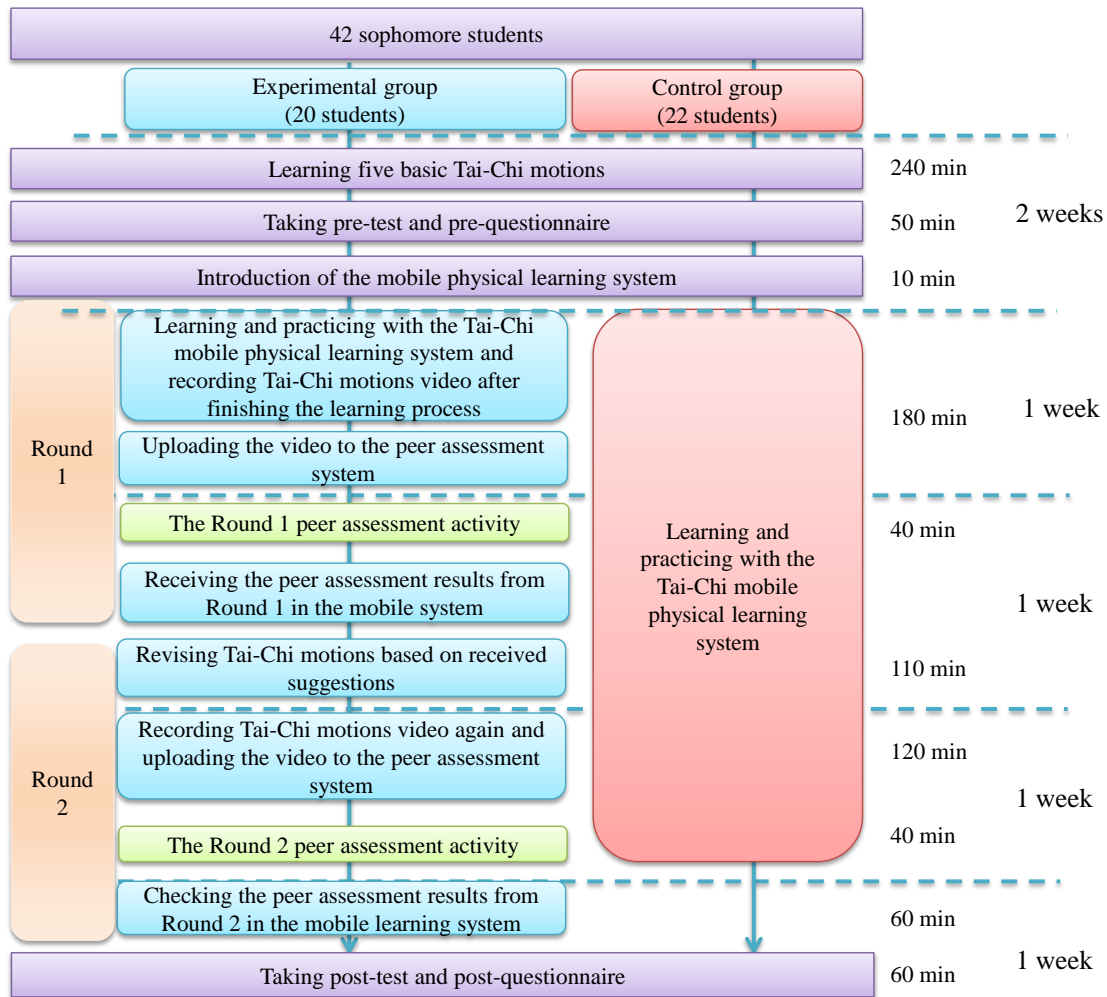 42 sophomore students
Experimental group
(20 students)
Control group
(22 students)
Learning five basic Tai-Chi motions
240 min
Taking pre-test and pre-questionnaire
50 min
2 weeks
Introduction of the mobile physical learning system
10 min
Round
1
Learning and practicing with the Tai-Chi
mobile physical learning system and
recording Tai-Chi motions video after
finishing the learning process
Uploading the video to the peer assessment
system
180 min
1 week
The Round 1 peer assessment activity
40 min
Receiving the peer assessment results from
Round 1 in the mobile system
1 week
Learning and
practicing with the
Tai-Chi mobile
physical learning
system
Round
2
Revising Tai-Chi motions based on received
suggestions
110 min
Recording Tai-Chi motions video again and
uploading the video to the peer assessment
system
120 min
1 week
The Round 2 peer assessment activity
40 min
Checking the peer assessment results from
Round 2 in the mobile learning system
60 min
1 week
Taking post-test and post-questionnaire
60 min